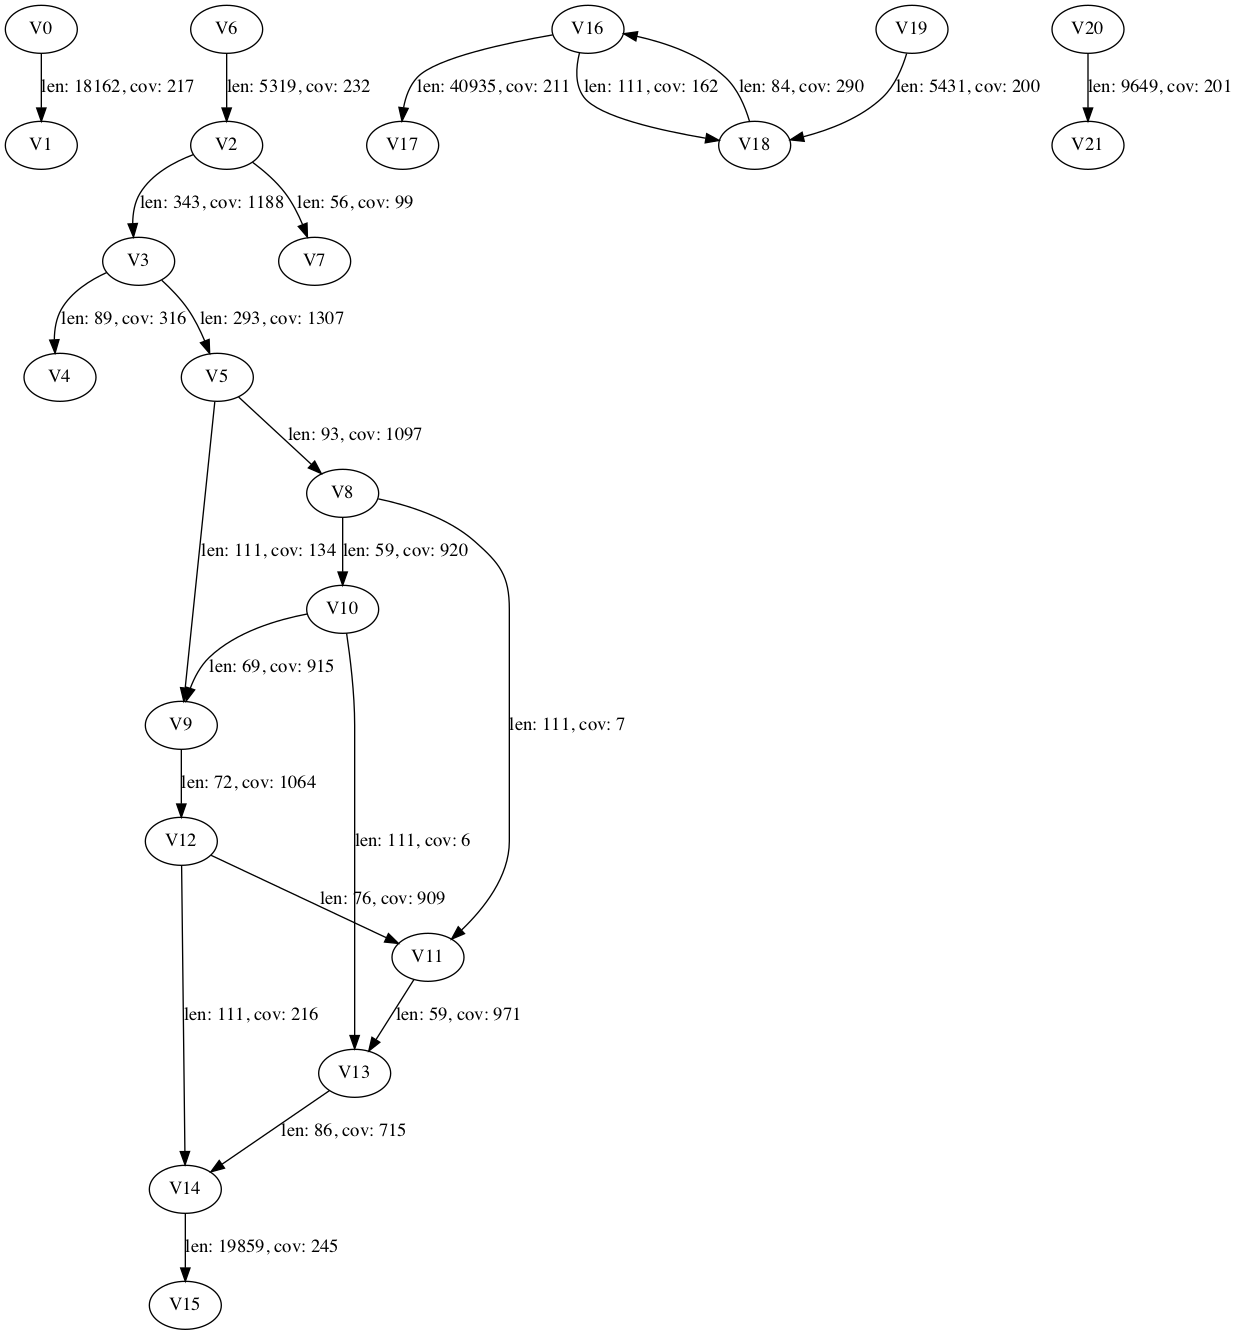 V0 V6 V16 V19 V20
len: 18162, cov: 217 len: 5319, cov: 232 len: 40935, cov: 211 len: 111, cov: 162 len: 84, cov: 290 len: 5431, cov: 200 len: 9649, cov: 201
V1 V2 V17 V18 V21
len: 343, cov: 1188 len: 56, cov: 99
V3 V7
len: 89, cov: 316 len: 293, cov: 1307
V4 V5
len: 93, cov: 1097
V8
len: 111, cov: 134 len: 59, cov: 920
V10
len: 69, cov: 915
V9 len: 111, cov: 7
len: 72, cov: 1064
V12 len: 111, cov: 6
len: 76, cov: 909
V11
len: 111, cov: 216 len: 59, cov: 971
V13
len: 86, cov: 715
V14
len: 19859, cov: 245
V15